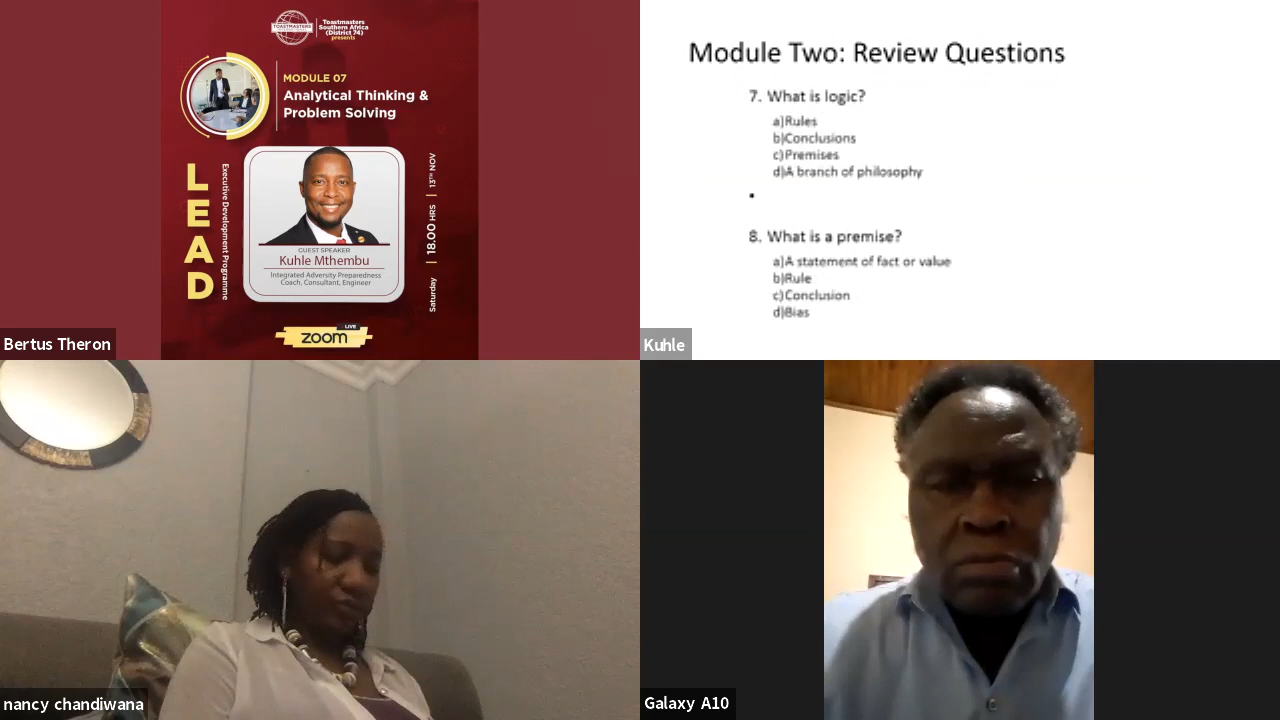 TOASTMASTERS
Toastmasters
Southern Africa
(District 74)
presents
MODULE 07
Analytical Thinking &
Problem Solving
LEAD
Executive Development Programme
GUEST SPEAKER
Kuhle Mthembu
Integrated Adversity Preparedness
Coach, Consultant, Engineer
Saturday | 18.00 HRS | 13TH NOV
LIVE
zoom
Bertus Theron
Module Two: Review Questions
7. What is logic?
a)Rules
b)Conclusions
c)Premises
d)A branch of philosophy
•
8. What is a premise?
a)A statement of fact or value
b)Rule
c)Conclusion
d)Bias
Kuhle
nancy chandiwana
Galaxy A10